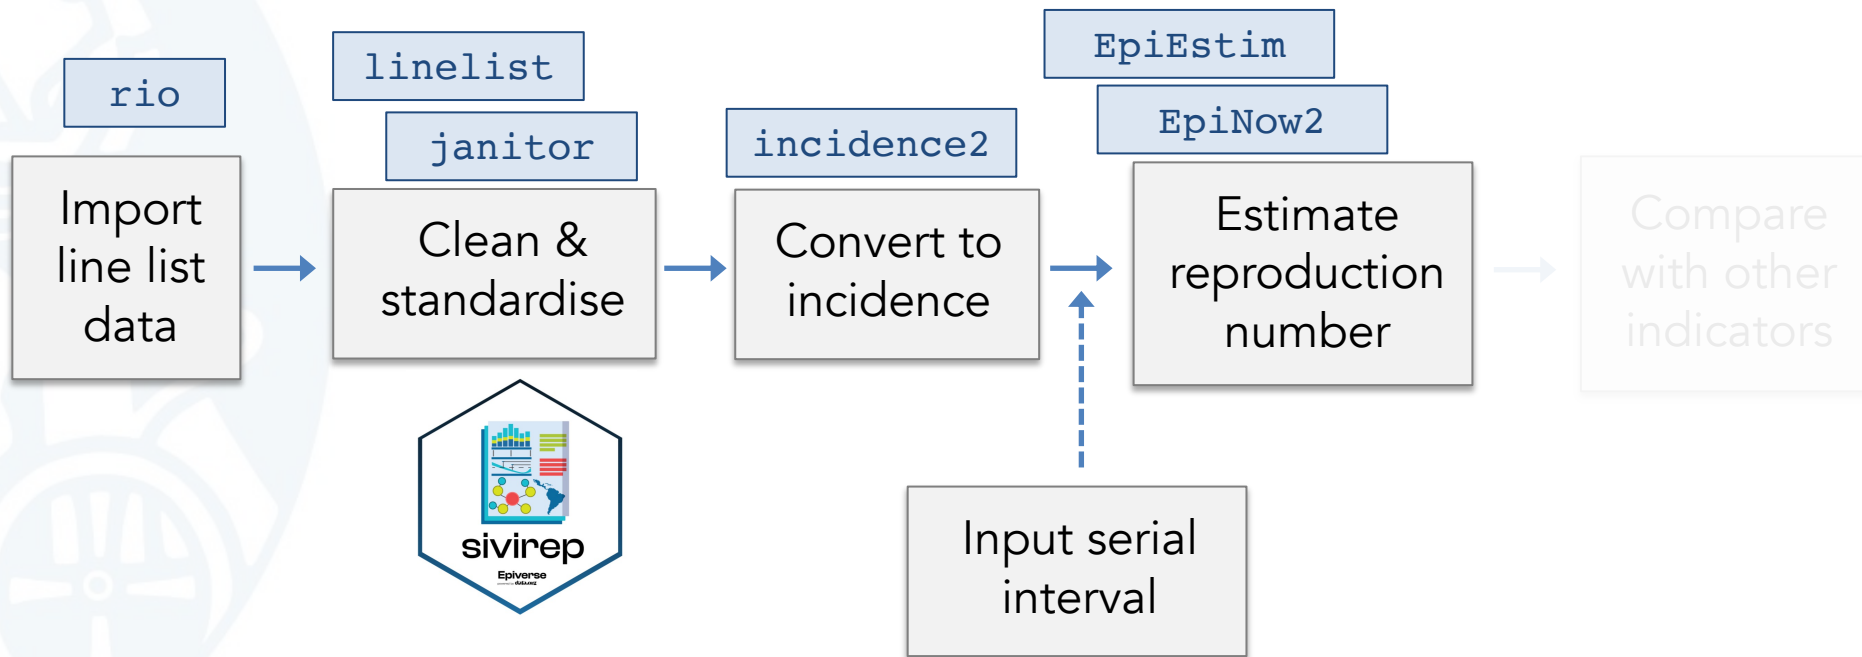 rio
Import
line list
data
linelist
janitor
Clean &
standardise
sivirep
Epiverse
incidence2
Convert to
incidence
EpiEstim
EpiNow2
Estimate
reproduction
number
Input serial
interval
Compare
with other
indicators